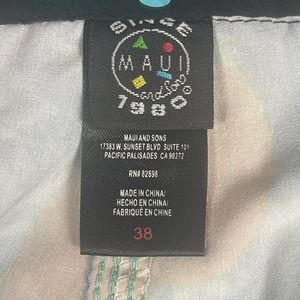 SINCE
MAUI
and Sons
1980
MAUI AND SONS
17383 W. SUNSET BLVD SUITE 101
PACIFIC PALISADES CA 90272
RN# 82698
MADE IN CHINA/
HECHO EN CHINA/
FABRIQUÉ EN CHINE
38